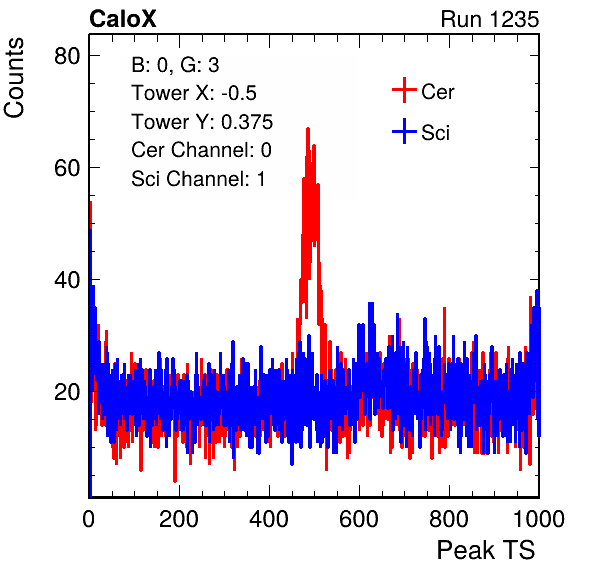 CaloX Run 1235
Counts
B: 0, G: 3
Tower X: -0.5
Tower Y: 0.375
Cer Channel: 0
Sci Channel: 1
Cer
Sci
80
60
40
20
0 200 400 600 800 1000
Peak TS